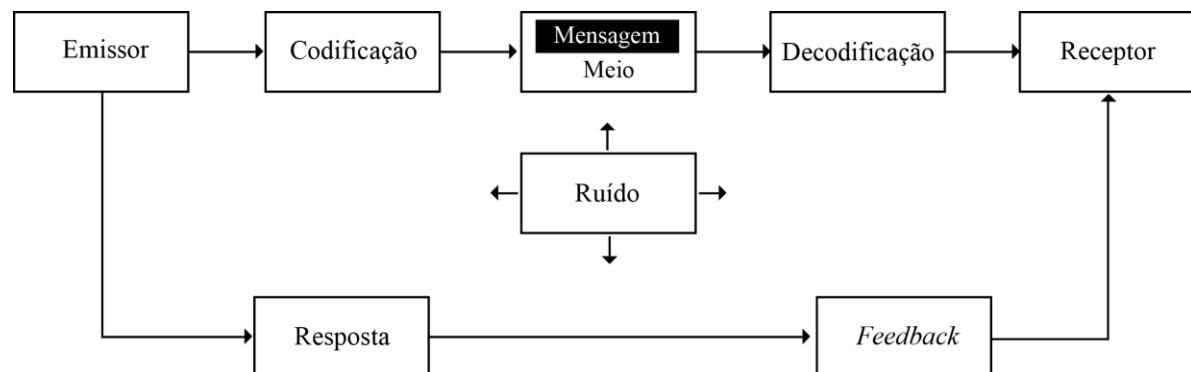 Emissor
Codificação
Mensagem
Meio
Decodificação
Receptor
Ruído
Resposta
Feedback